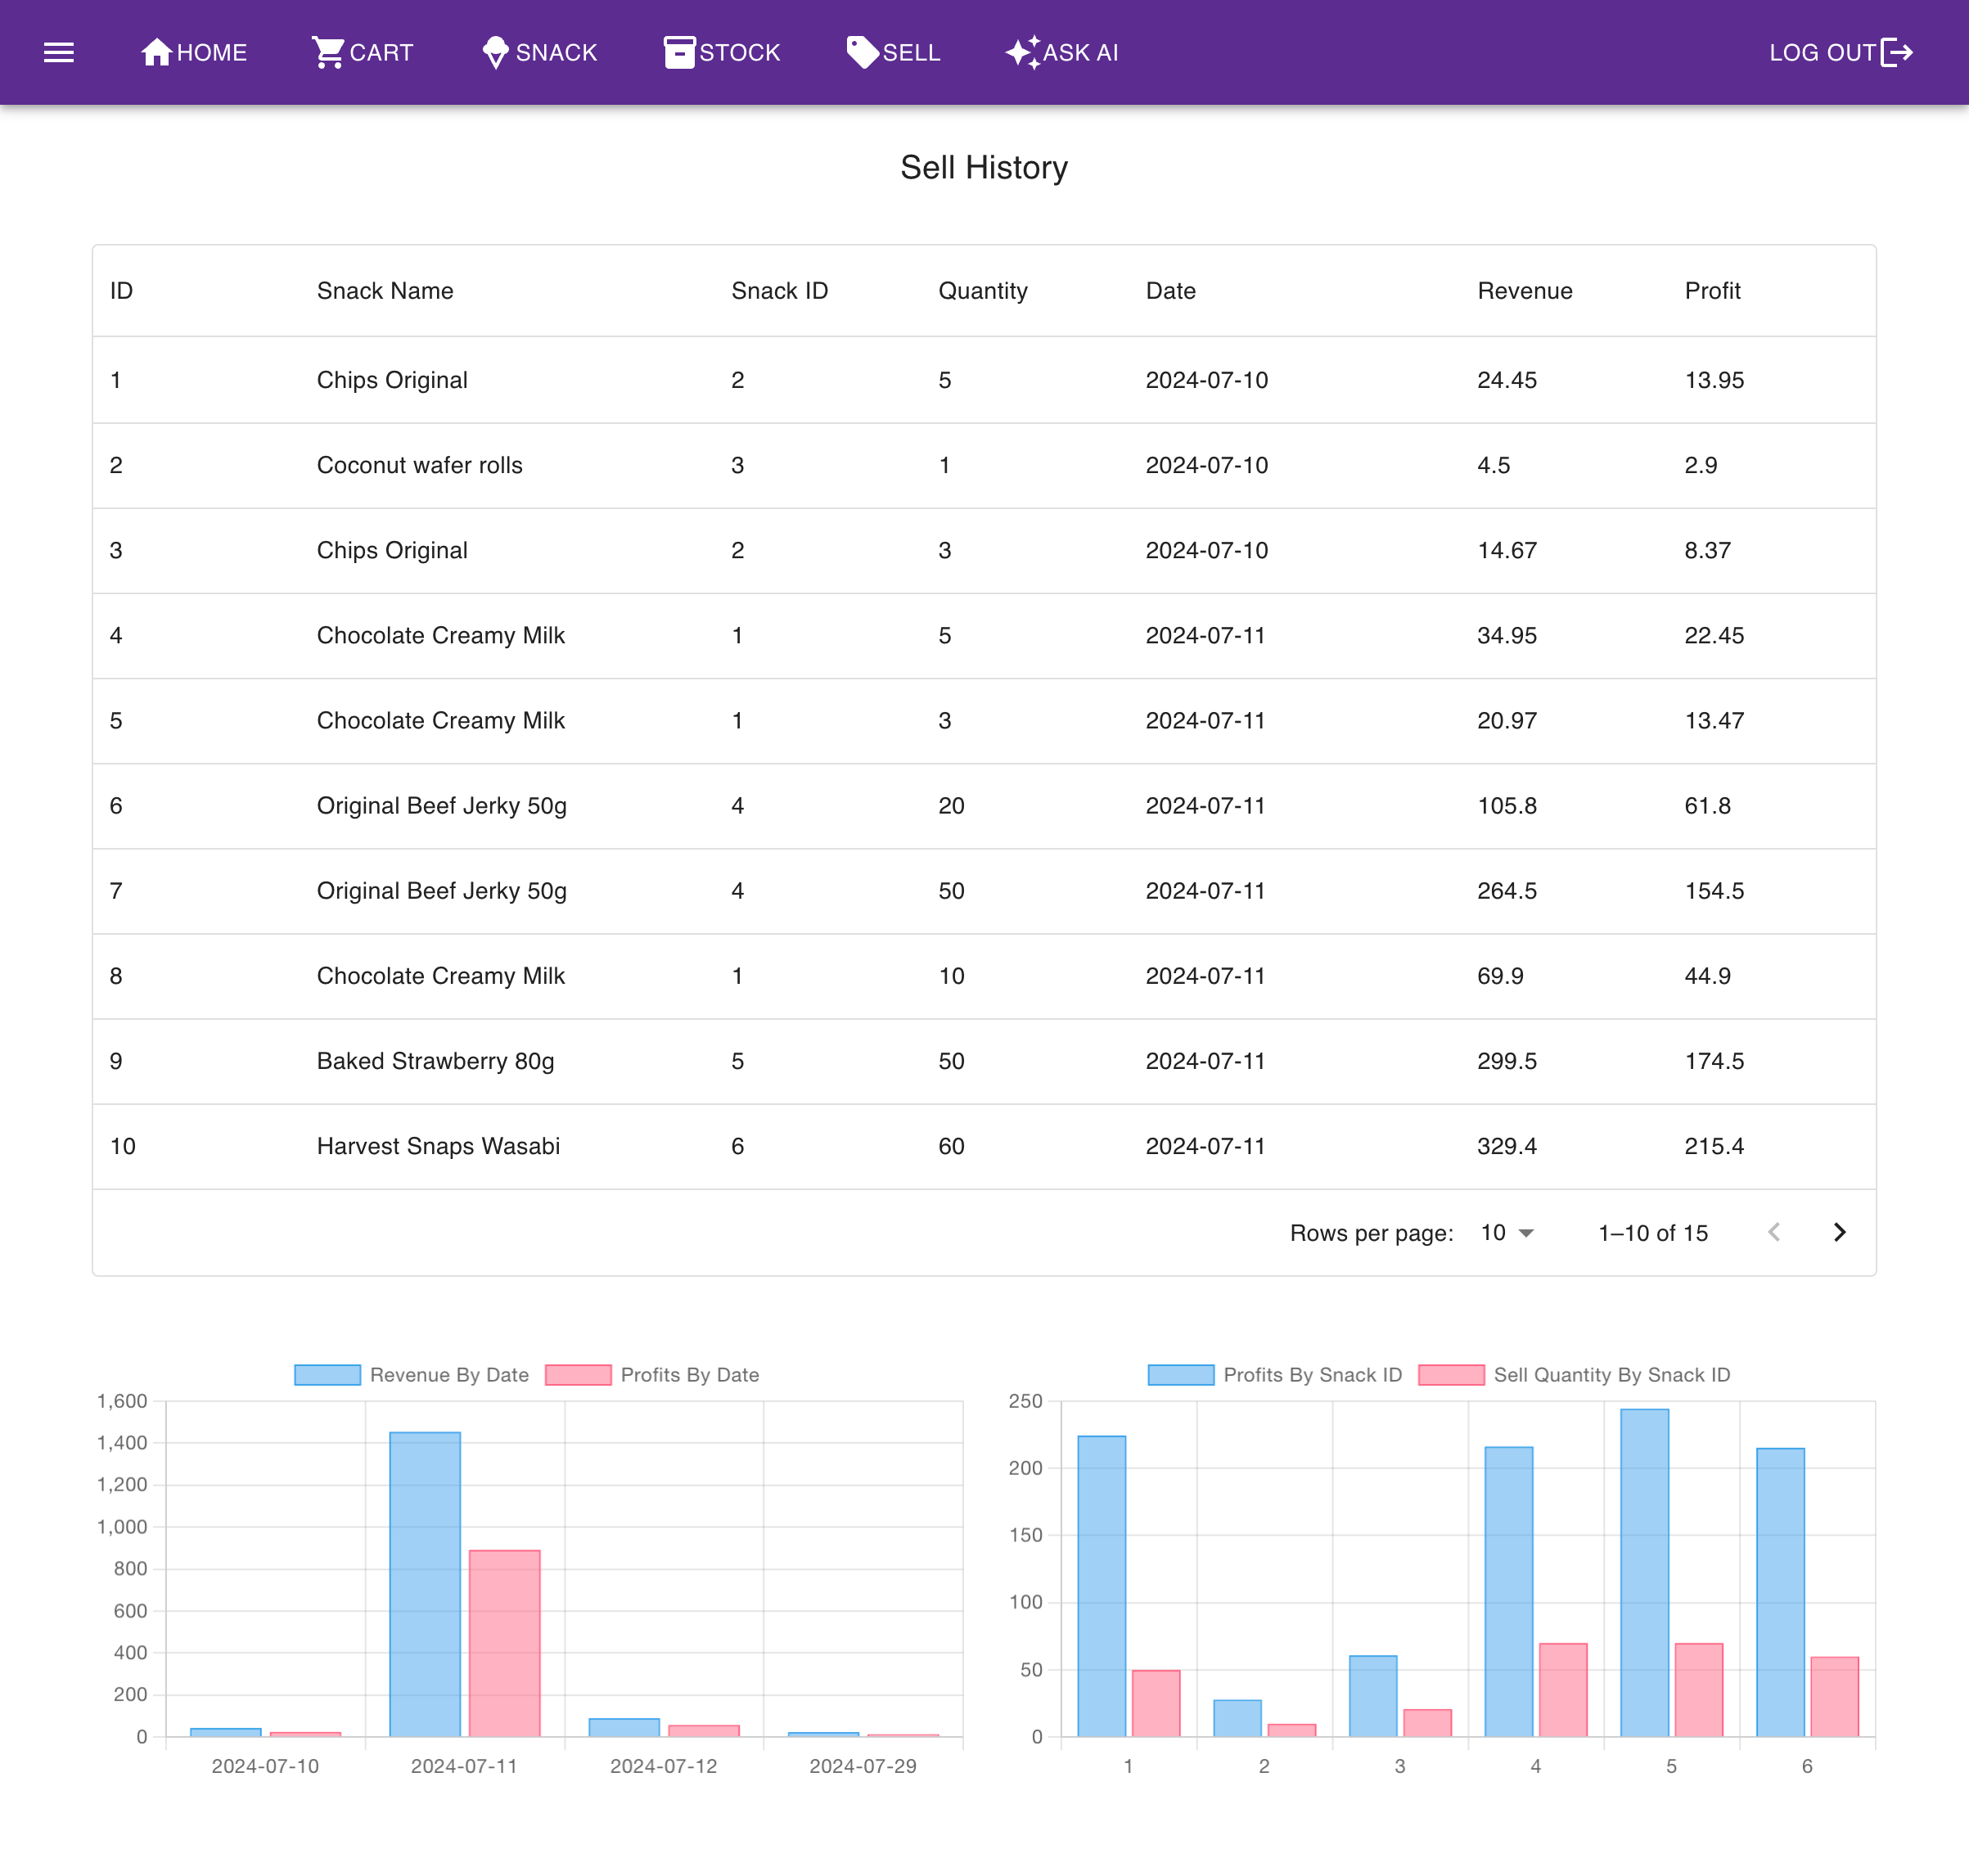 HOME CART SNACK STOCK SELL ASK AI LOG OUT
Sell History
ID Snack Name Snack ID Quantity Date Revenue Profit
1 Chips Original 2 5 2024-07-10 24.45 13.95
2 Coconut wafer rolls 3 1 2024-07-10 4.5 2.9
3 Chips Original 2 3 2024-07-10 14.67 8.37
4 Chocolate Creamy Milk 1 5 2024-07-11 34.95 22.45
5 Chocolate Creamy Milk 1 3 2024-07-11 20.97 13.47
6 Original Beef Jerky 50g 4 20 2024-07-11 105.8 61.8
7 Original Beef Jerky 50g 4 50 2024-07-11 264.5 154.5
8 Chocolate Creamy Milk 1 10 2024-07-11 69.9 44.9
9 Baked Strawberry 80g 5 50 2024-07-11 299.5 174.5
10 Harvest Snaps Wasabi 6 60 2024-07-11 329.4 215.4
Rows per page: 10 1–10 of 15
Revenue By Date Profits By Date
1,600
1,400
1,200
1,000
800
600
400
200
0
2024-07-10 2024-07-11 2024-07-12 2024-07-29
Profits By Snack ID Sell Quantity By Snack ID
250
200
150
100
50
0
1 2 3 4 5 6